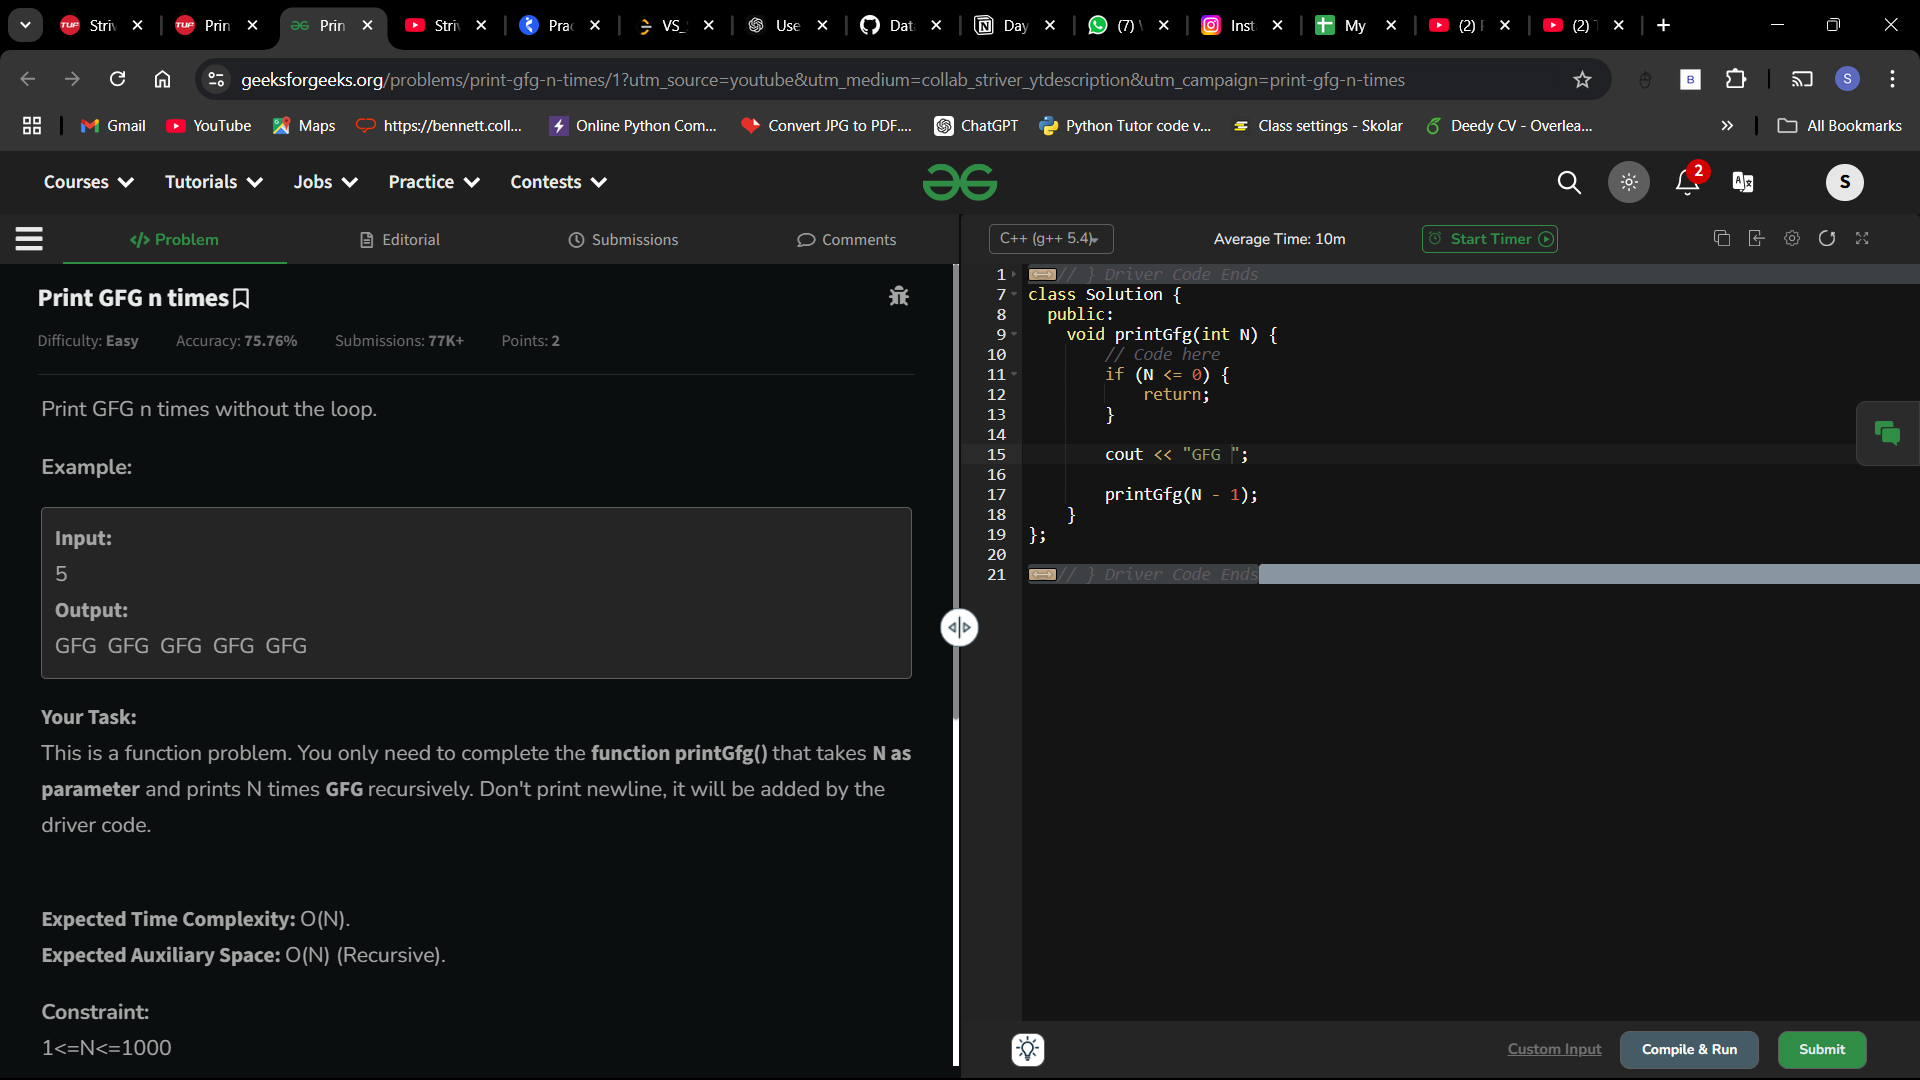 Striv
Prin
Prin
Striv
Prac
VS_
Use
Data
Day
(7)
Inst
My
(2)
(2)
geeksforgeeks.org/problems/print-gfg-n-times/1?utm_source=youtube&utm_medium=collab_striver_ytdescription&utm_campaign=print-gfg-n-times
S
Gmail
YouTube
Maps
https://bennett.coll...
Online Python Com...
Convert JPG to PDF....
ChatGPT
Python Tutor code v...
Class settings - Skolar
Deedy CV - Overlea...
All Bookmarks
Courses
Tutorials
Jobs
Practice
Contests
2
S
</> Problem
Editorial
Submissions
Comments
C++ (g++ 5.4)
Average Time: 10m
Start Timer
Print GFG n times
Difficulty: Easy
Accuracy: 75.76%
Submissions: 77K+
Points: 2
Print GFG n times without the loop.
Example:
Input:
5
Output:
GFG GFG GFG GFG GFG
Your Task:
This is a function problem. You only need to complete the function printGfg() that takes N as
parameter and prints N times GFG recursively. Don't print newline, it will be added by the
driver code.
Expected Time Complexity: O(N).
Expected Auxiliary Space: O(N) (Recursive).
Constraint:
1<=N<=1000
1 // } Driver Code Ends
7 class Solution {
8 public:
9 void printGfg(int N) {
10 // Code here
11 if (N <= 0) {
12 return;
13 }
14
15 cout << "GFG ";
16
17 printGfg(N - 1);
18 }
19 };
20
21 // } Driver Code Ends
Custom Input
Compile & Run
Submit